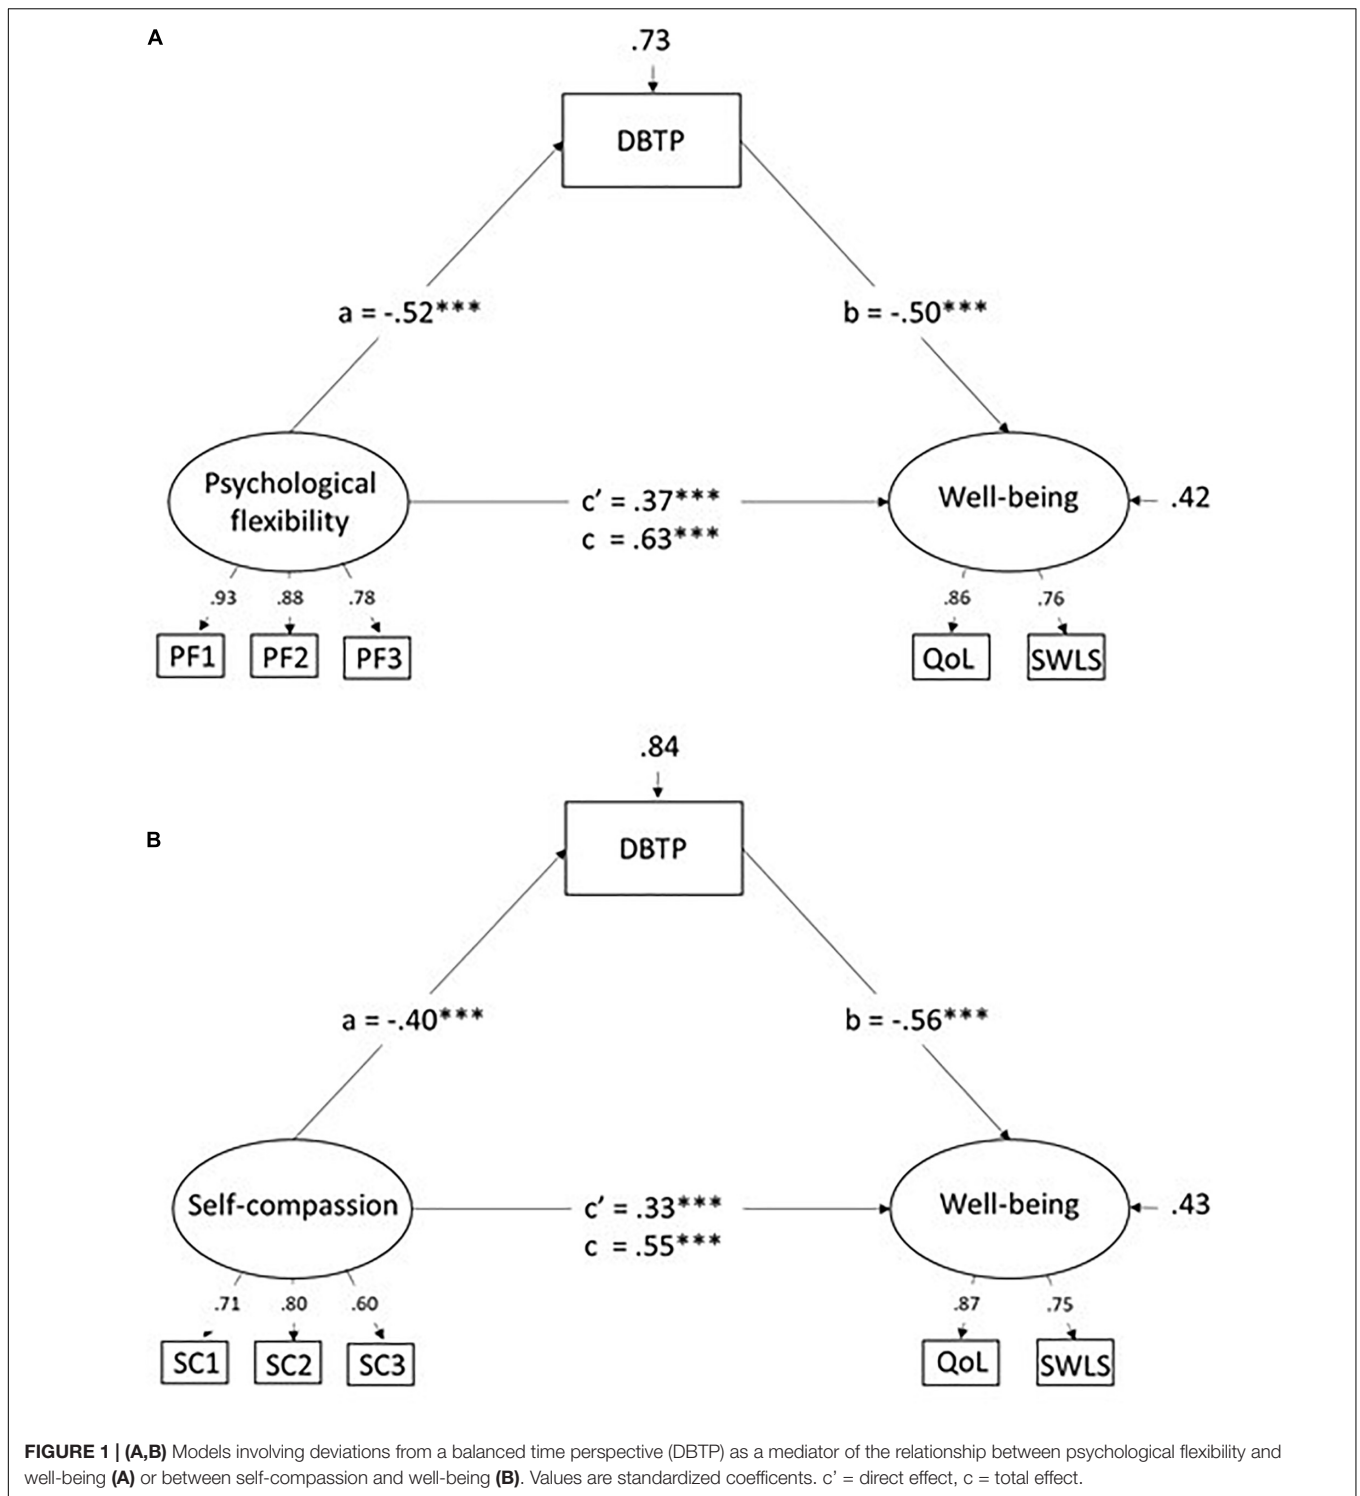 A
.73
DBTP
a = -.52***
b = -.50***
Psychological
flexibility
c’ = .37***
c = .63***
Well-being
.42
.93 .88 .78
.86 .76
PF1 PF2 PF3
QoL SWLS
.84
B
DBTP
a = -.40***
b = -.56***
Self-compassion
c’ = .33***
c = .55***
Well-being
.43
.71 .80 .60
.87 .75
SC1 SC2 SC3
QoL SWLS
FIGURE 1 | (A,B) Models involving deviations from a balanced time perspective (DBTP) as a mediator of the relationship between psychological flexibility and
well-being (A) or between self-compassion and well-being (B). Values are standardized coefficents. c’ = direct effect, c = total effect.